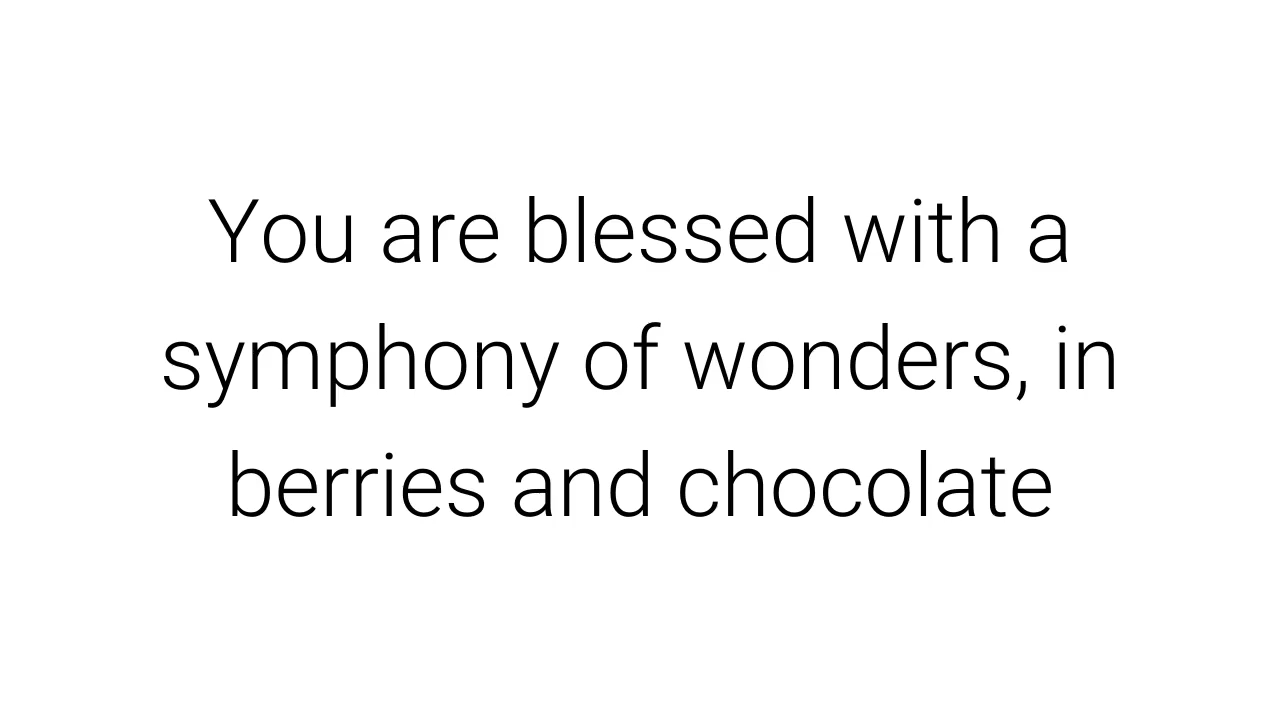 You are blessed with a
symphony of wonders, in
berries and chocolate